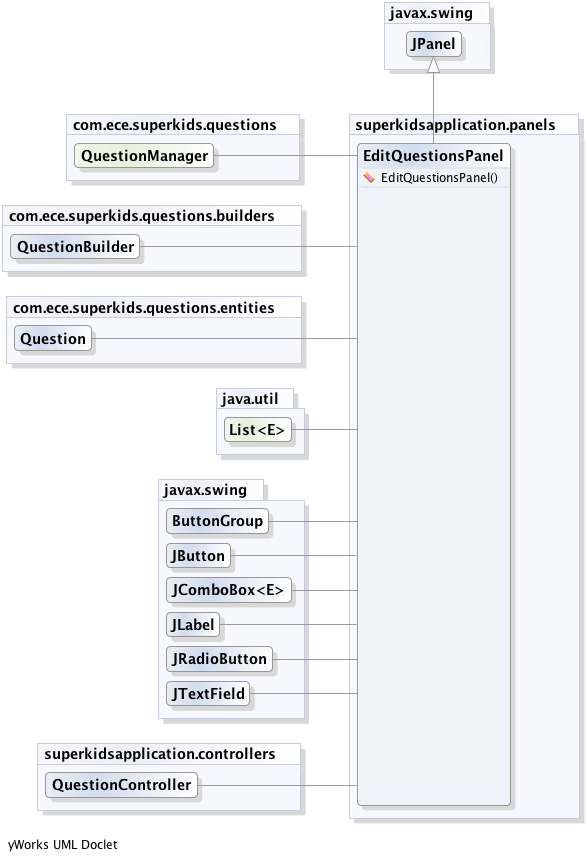 javax.swing
JPanel
com.ece.superkids.questions
QuestionManager
superkidsapplication.panels
EditQuestionsPanel
EditQuestionsPanel()
com.ece.superkids.questions.builders
QuestionBuilder
com.ece.superkids.questions.entities
Question
java.util
List<E>
javax.swing
ButtonGroup
JButton
JComboBox<E>
JLabel
JRadioButton
JTextField
superkidsapplication.controllers
QuestionController
yWorks UML Doclet